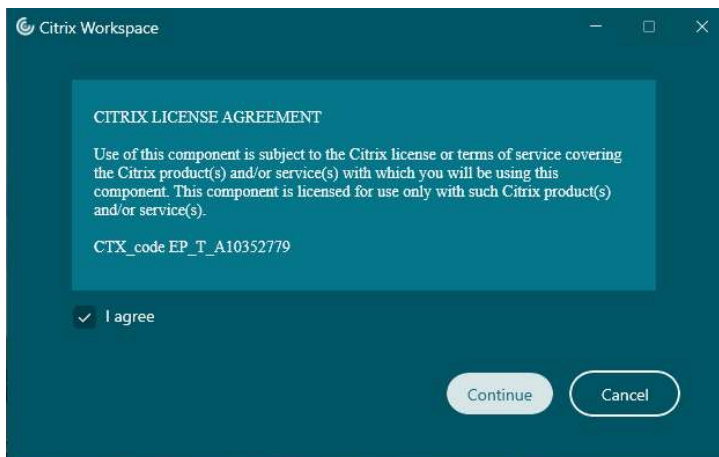 Citrix Workspace
CITRIX LICENSE AGREEMENT
Use of this component is subject to the Citrix license or terms of service covering
the Citrix product(s) and/or service(s) with which you will be using this
component. This component is licensed for use only with such Citrix product(s)
and/or service(s).
CTX_code EP_T_A10352779
I agree
Continue
Cancel